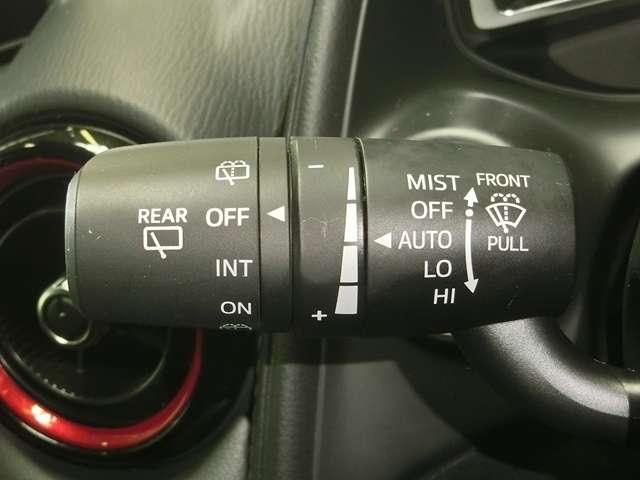 REAR
OFF
INT
ON
-
+
MIST
OFF
AUTO
LO
HI
FRONT
PULL